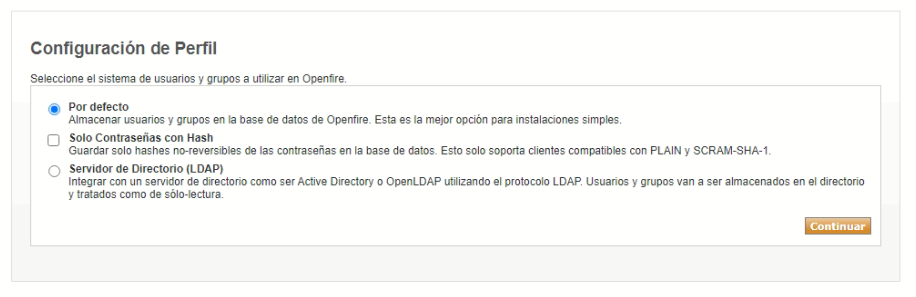 Configuración de Perfil
Seleccione el sistema de usuarios y grupos a utilizar en Openfire.
Por defecto
Almacenar usuarios y grupos en la base de datos de Openfire. Esta es la mejor opción para instalaciones simples.
Solo Contraseñas con Hash
Guardar solo hashes no-reversibles de las contraseñas en la base de datos. Esto solo soporta clientes compatibles con PLAIN y SCRAM-SHA-1.
Servidor de Directorio (LDAP)
Integrar con un servidor de directorio como ser Active Directory o OpenLDAP utilizando el protocolo LDAP. Usuarios y grupos van a ser almacenados en el directorio
y tratados como de sólo-lectura.
Continuar